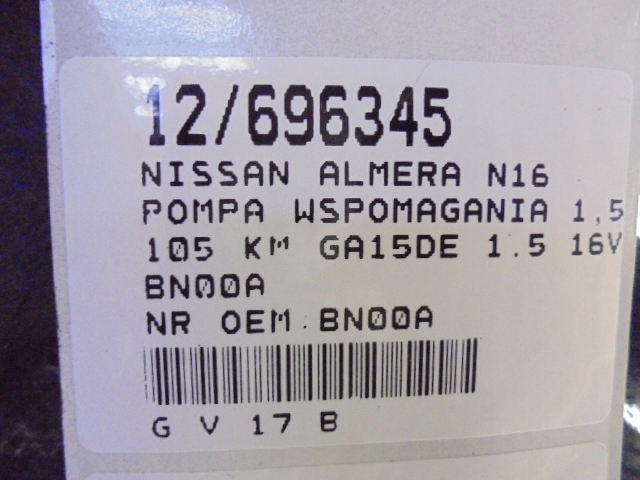 12/696345
NISSAN ALMERA N16
POMPA WSPOMAGANIA 1,5
105 KM GA15DE 1.5 16V
BN00A
NR OEM BN00A
G V 17 B